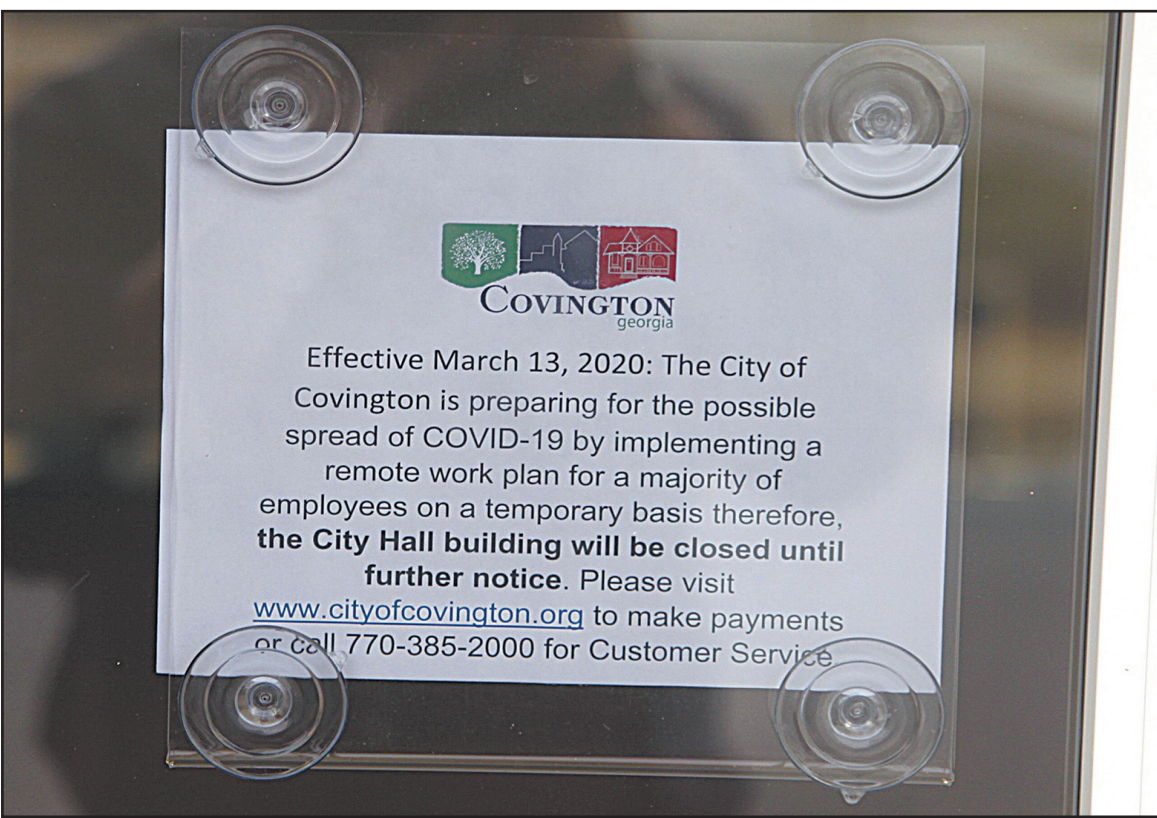 COVINGTON
georgia
Effective March 13, 2020: The City of
Covington is preparing for the possible
spread of COVID-19 by implementing a
remote work plan for a majority of
employees on a temporary basis therefore,
the City Hall building will be closed until
further notice. Please visit
www.cityofcovington.org to make payments
or call 770-385-2000 for Customer Service